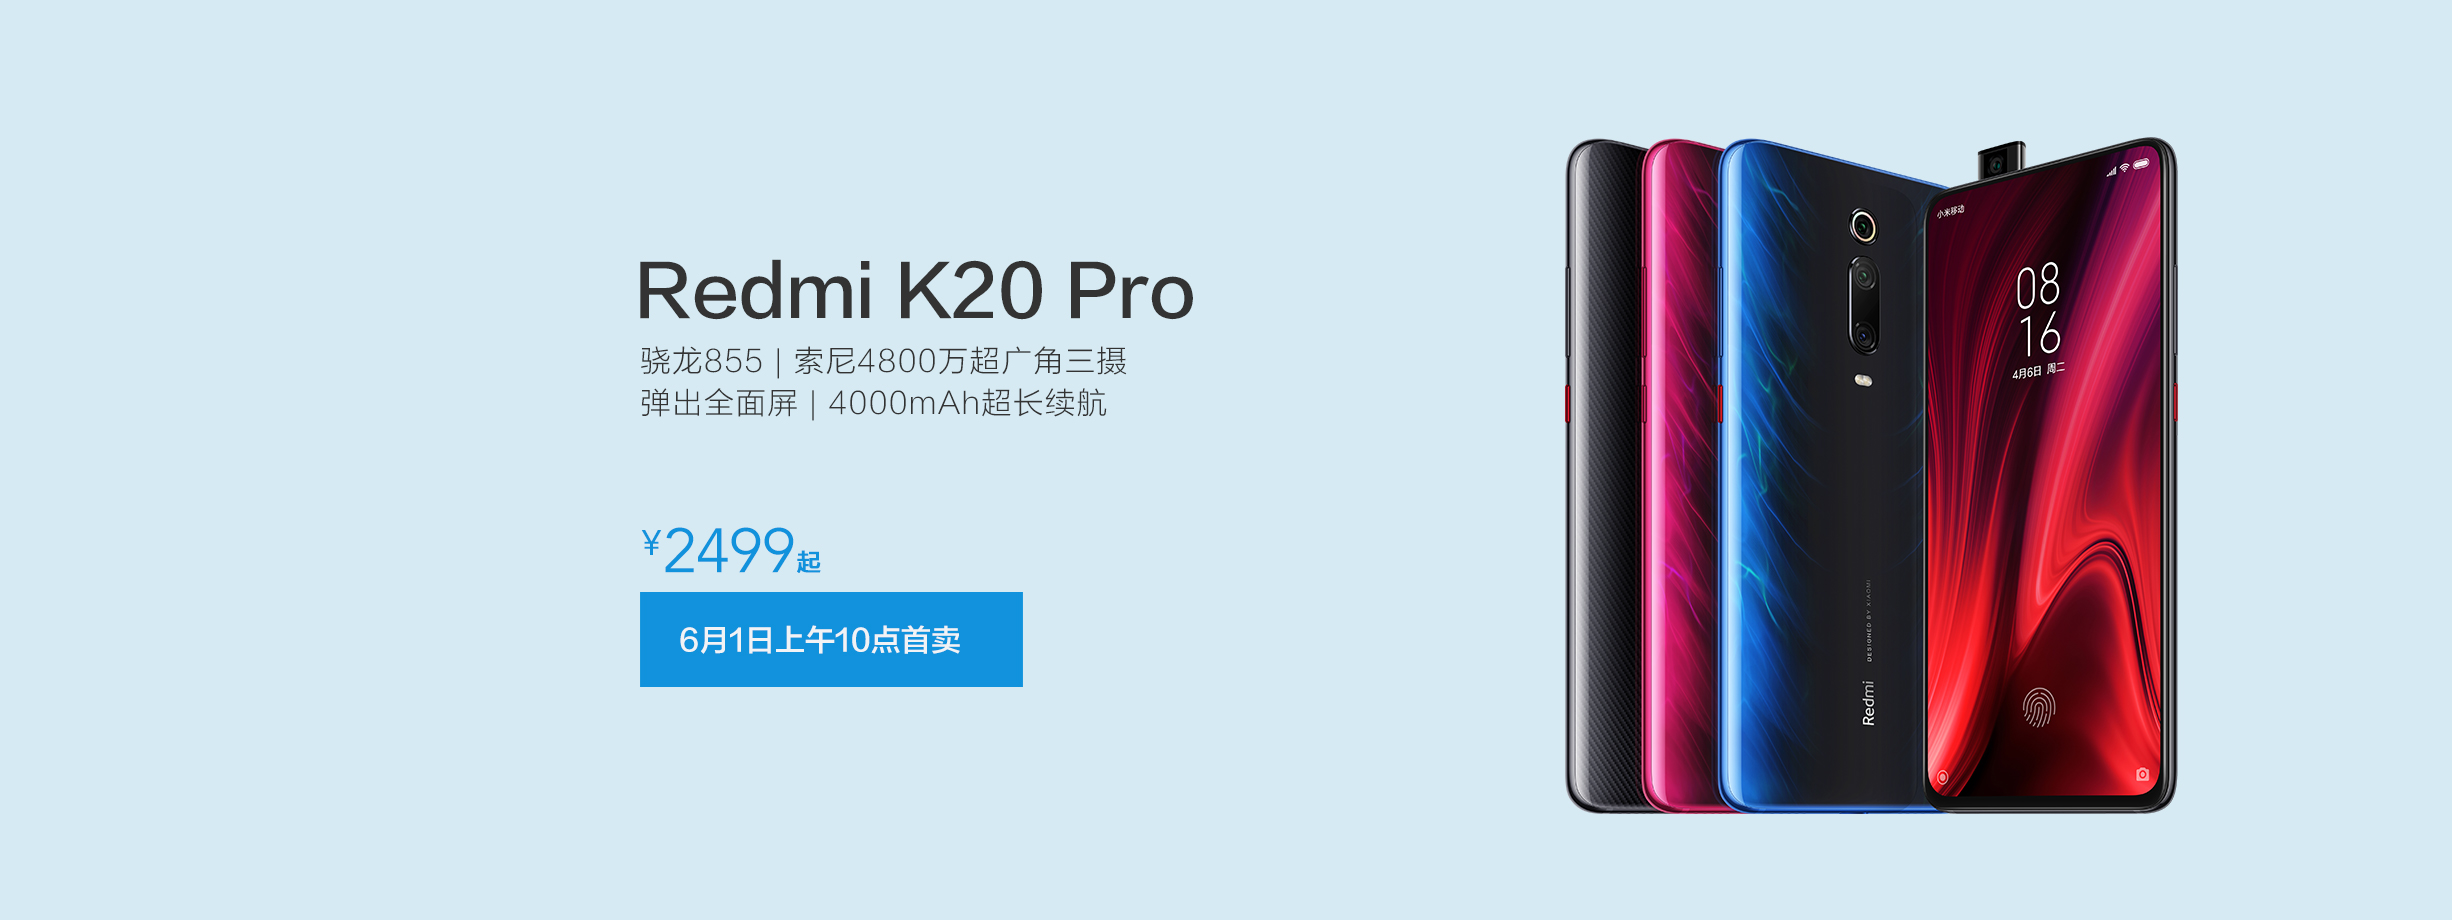 Redmi K20 Pro
骁龙855 | 索尼4800万超广角三摄
弹出全面屏 | 4000mAh超长续航
¥2499起
6月1日上午10点首卖
小米移动
08
16
4月6日 周二
Redmi
DESIGNED BY XIAOMI